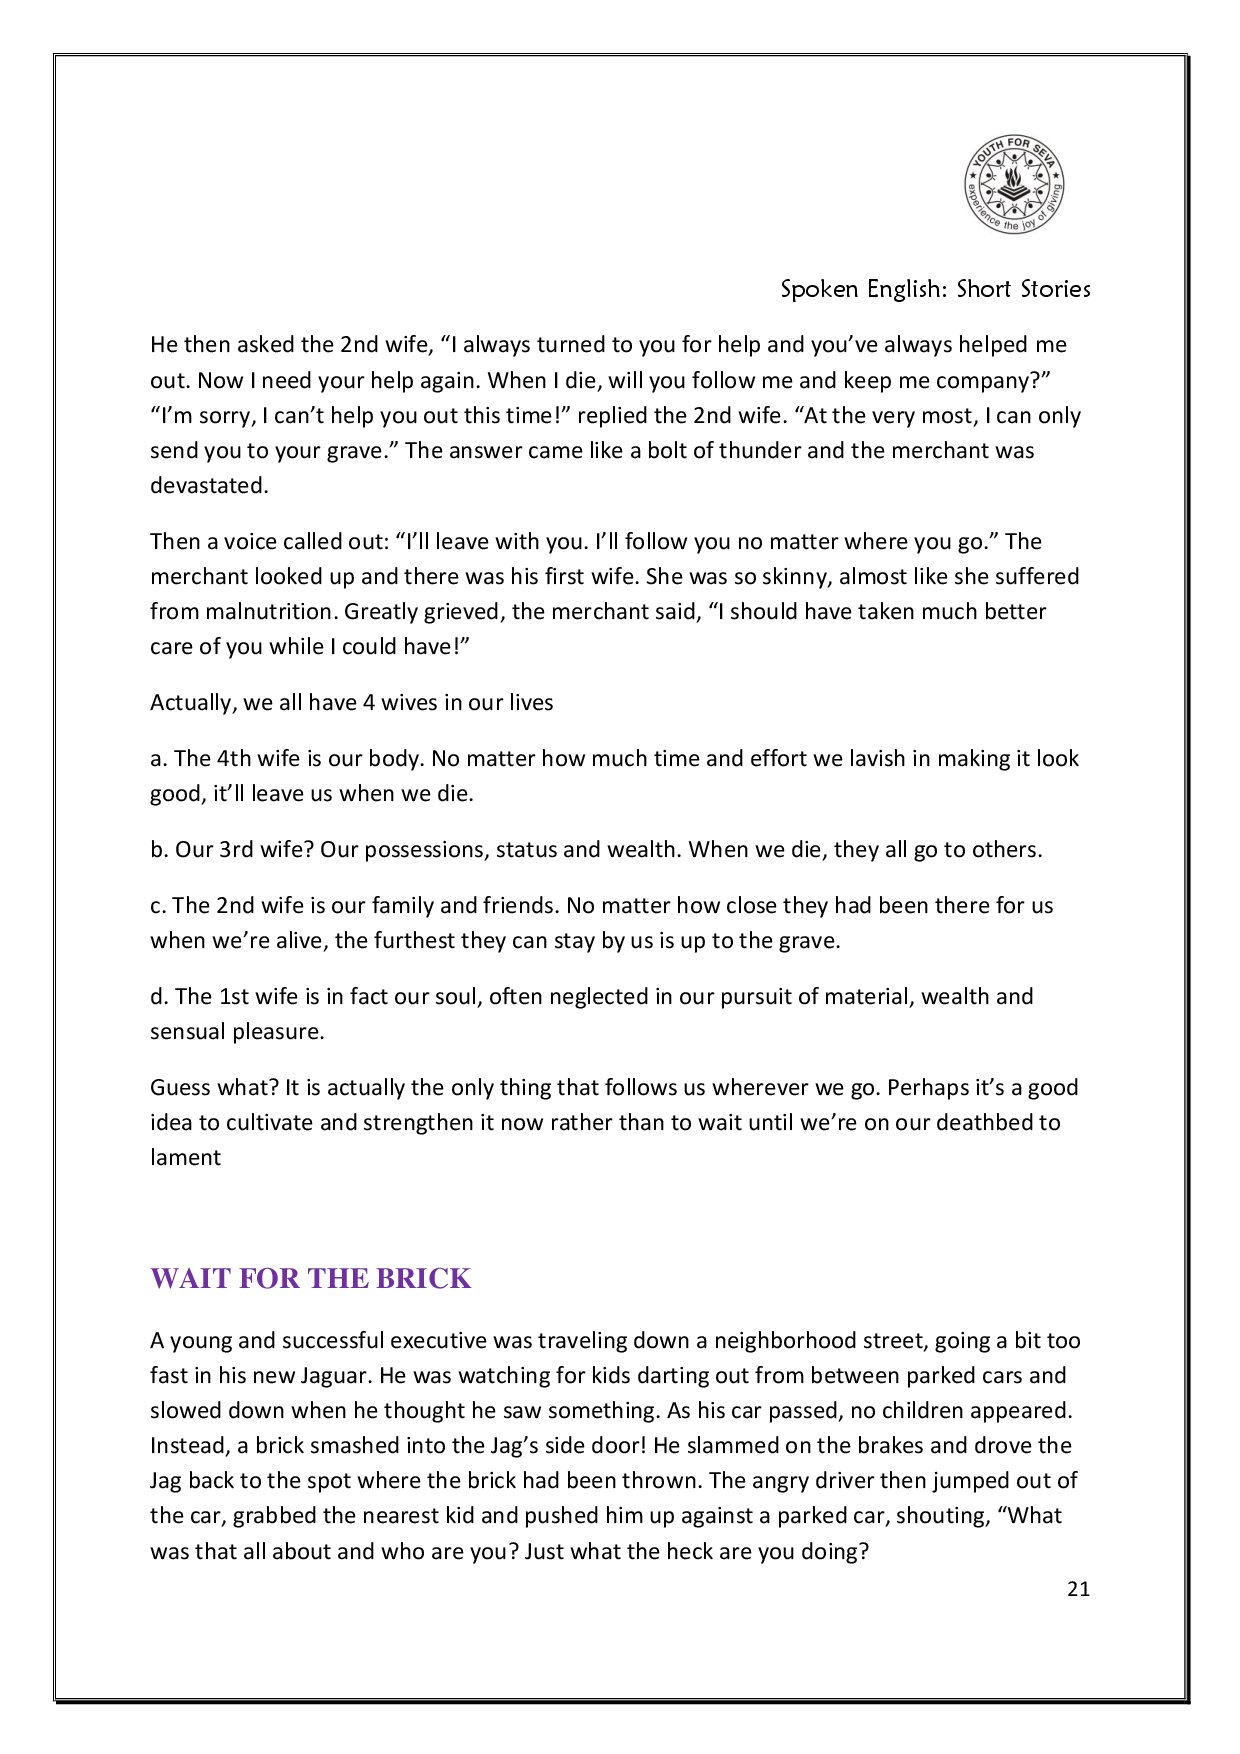 YOUTH FOR SEVA
experience the joy of giving
Spoken English: Short Stories
He then asked the 2nd wife, “I always turned to you for help and you’ve always helped me
out. Now I need your help again. When I die, will you follow me and keep me company?”
“I’m sorry, I can’t help you out this time!” replied the 2nd wife. “At the very most, I can only
send you to your grave.” The answer came like a bolt of thunder and the merchant was
devastated.
Then a voice called out: “I’ll leave with you. I’ll follow you no matter where you go.” The
merchant looked up and there was his first wife. She was so skinny, almost like she suffered
from malnutrition. Greatly grieved, the merchant said, “I should have taken much better
care of you while I could have!”
Actually, we all have 4 wives in our lives
a. The 4th wife is our body. No matter how much time and effort we lavish in making it look
good, it’ll leave us when we die.
b. Our 3rd wife? Our possessions, status and wealth. When we die, they all go to others.
c. The 2nd wife is our family and friends. No matter how close they had been there for us
when we’re alive, the furthest they can stay by us is up to the grave.
d. The 1st wife is in fact our soul, often neglected in our pursuit of material, wealth and
sensual pleasure.
Guess what? It is actually the only thing that follows us wherever we go. Perhaps it’s a good
idea to cultivate and strengthen it now rather than to wait until we’re on our deathbed to
lament
WAIT FOR THE BRICK
A young and successful executive was traveling down a neighborhood street, going a bit too
fast in his new Jaguar. He was watching for kids darting out from between parked cars and
slowed down when he thought he saw something. As his car passed, no children appeared.
Instead, a brick smashed into the Jag’s side door! He slammed on the brakes and drove the
Jag back to the spot where the brick had been thrown. The angry driver then jumped out of
the car, grabbed the nearest kid and pushed him up against a parked car, shouting, “What
was that all about and who are you? Just what the heck are you doing?
21